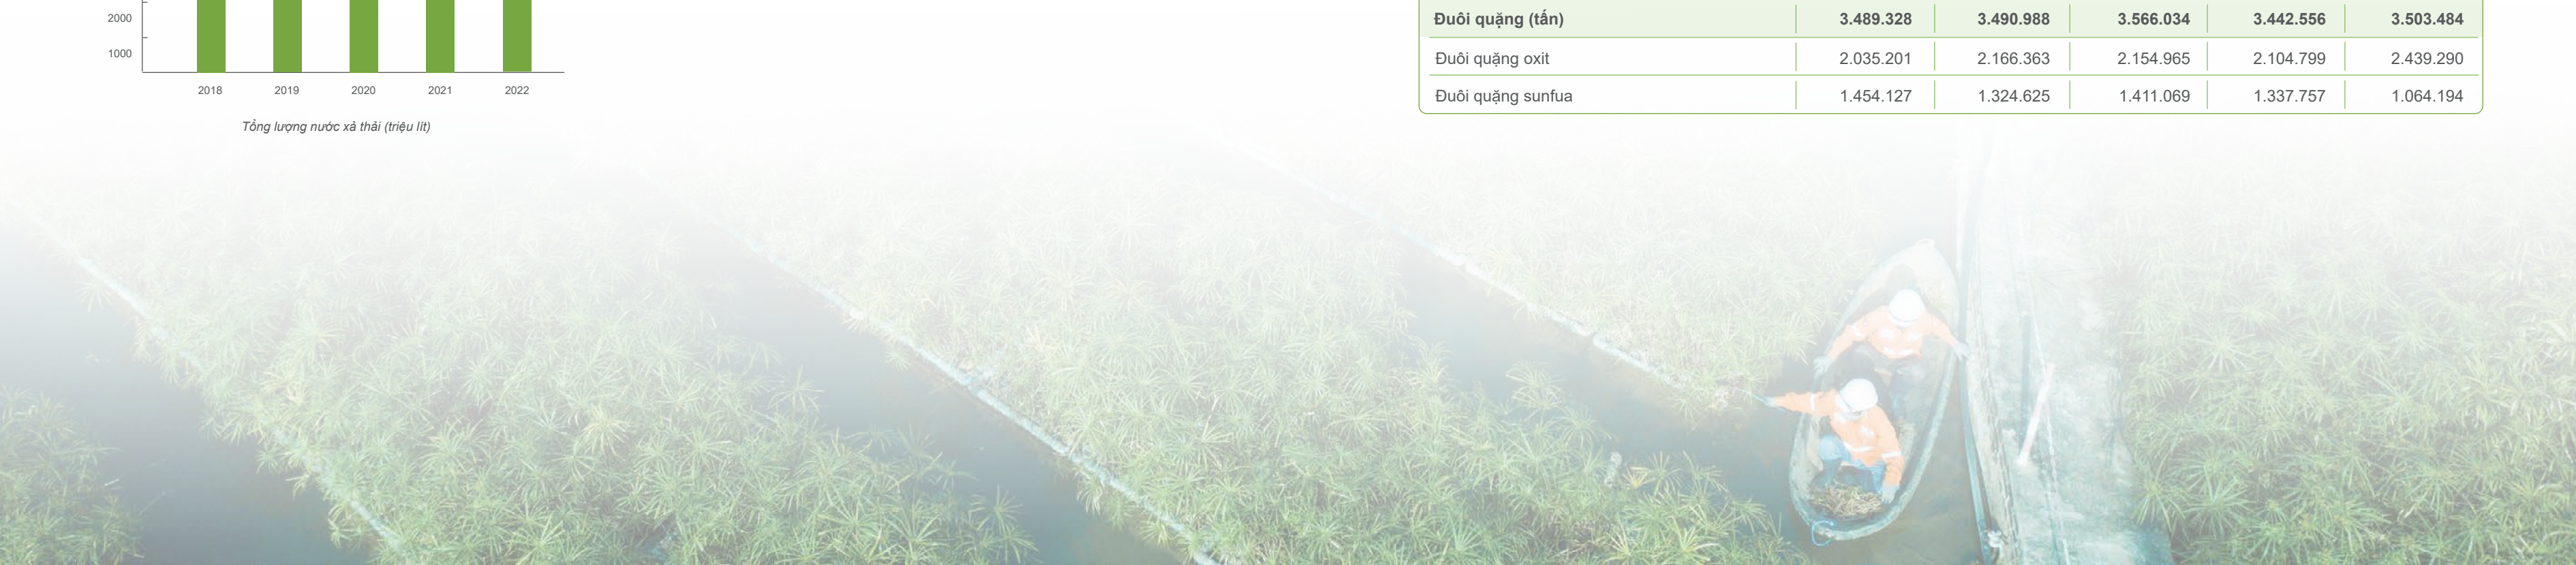 2000
1000
2018 2019 2020 2021 2022
Tổng lượng nước xả thải (triệu lít)
Đuôi quặng (tấn) 3.489.328 3.490.988 3.566.034 3.442.556 3.503.484
Đuôi quặng oxit 2.035.201 2.166.363 2.154.965 2.104.799 2.439.290
Đuôi quặng sunfua 1.454.127 1.324.625 1.411.069 1.337.757 1.064.194